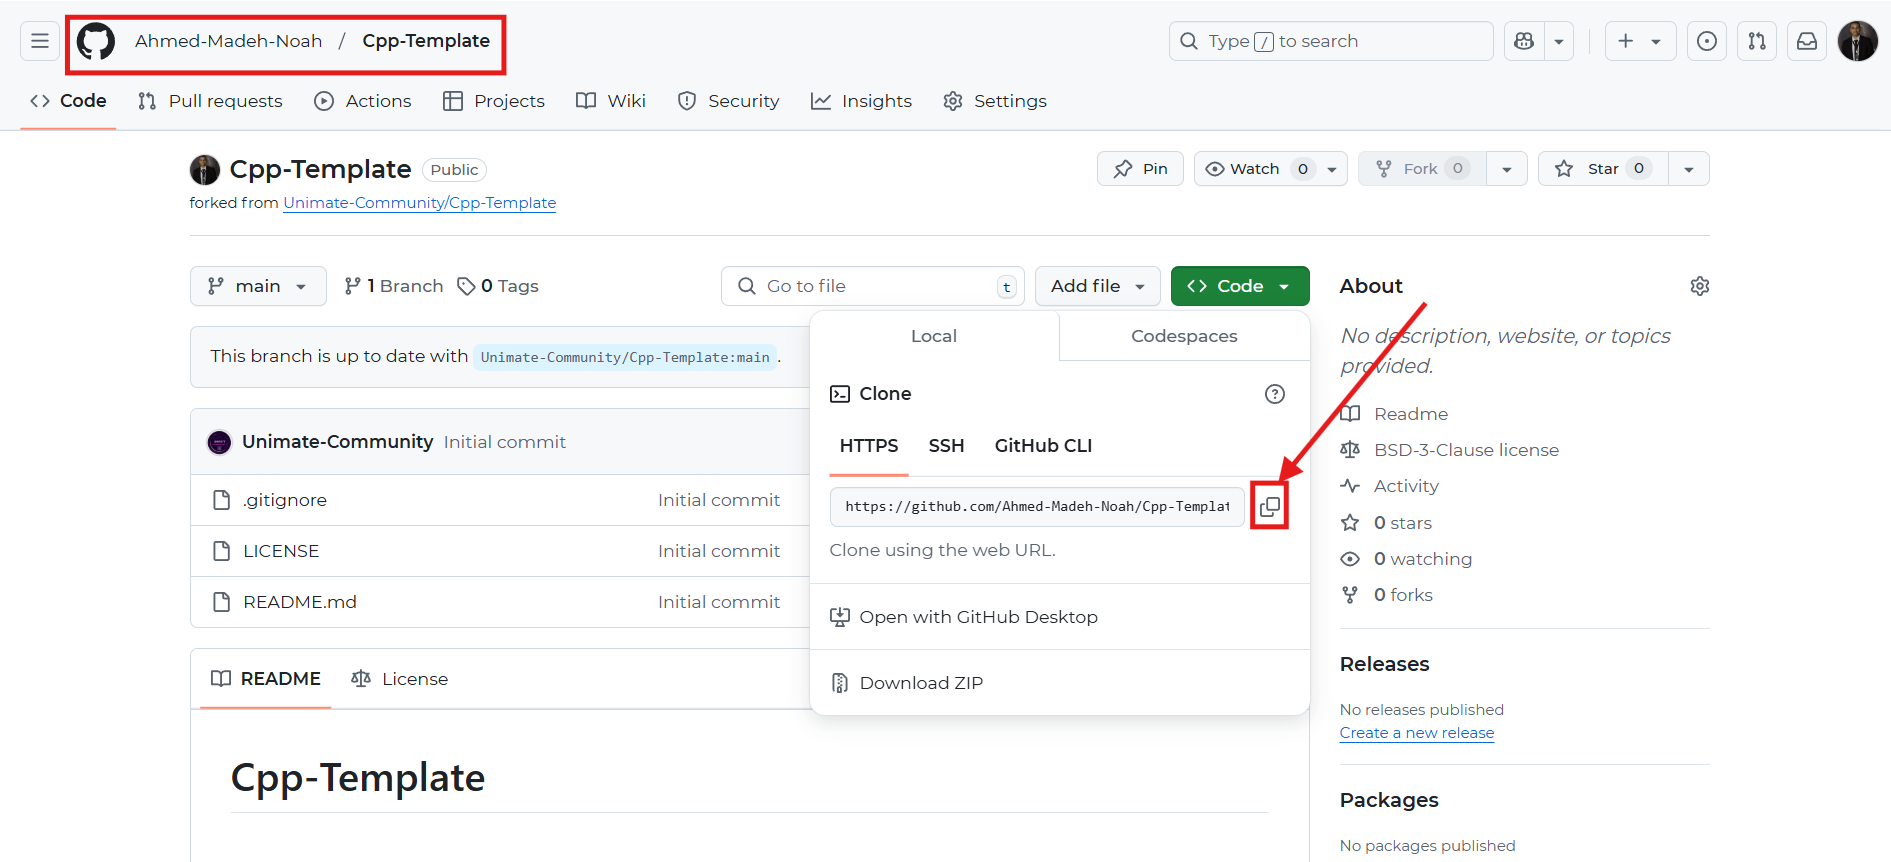 Ahmed-Madeh-Noah / Cpp-Template
Type / to search
Code Pull requests Actions Projects Wiki Security Insights Settings
Cpp-Template Public
Pin Watch 0 Fork 0 Star 0
forked from Unimate-Community/Cpp-Template
main 1 Branch 0 Tags
Go to file t Add file Code
This branch is up to date with Unimate-Community/Cpp-Template:main .
Unimate-Community Initial commit
.gitignore Initial commit
LICENSE Initial commit
README.md Initial commit
README License
Cpp-Template
Local Codespaces
Clone
HTTPS SSH GitHub CLI
https://github.com/Ahmed-Madeh-Noah/Cpp-Templat
Clone using the web URL.
Open with GitHub Desktop
Download ZIP
About
No description, website, or topics
provided.
Readme
BSD-3-Clause license
Activity
0 stars
0 watching
0 forks
Releases
No releases published
Create a new release
Packages
No packages published